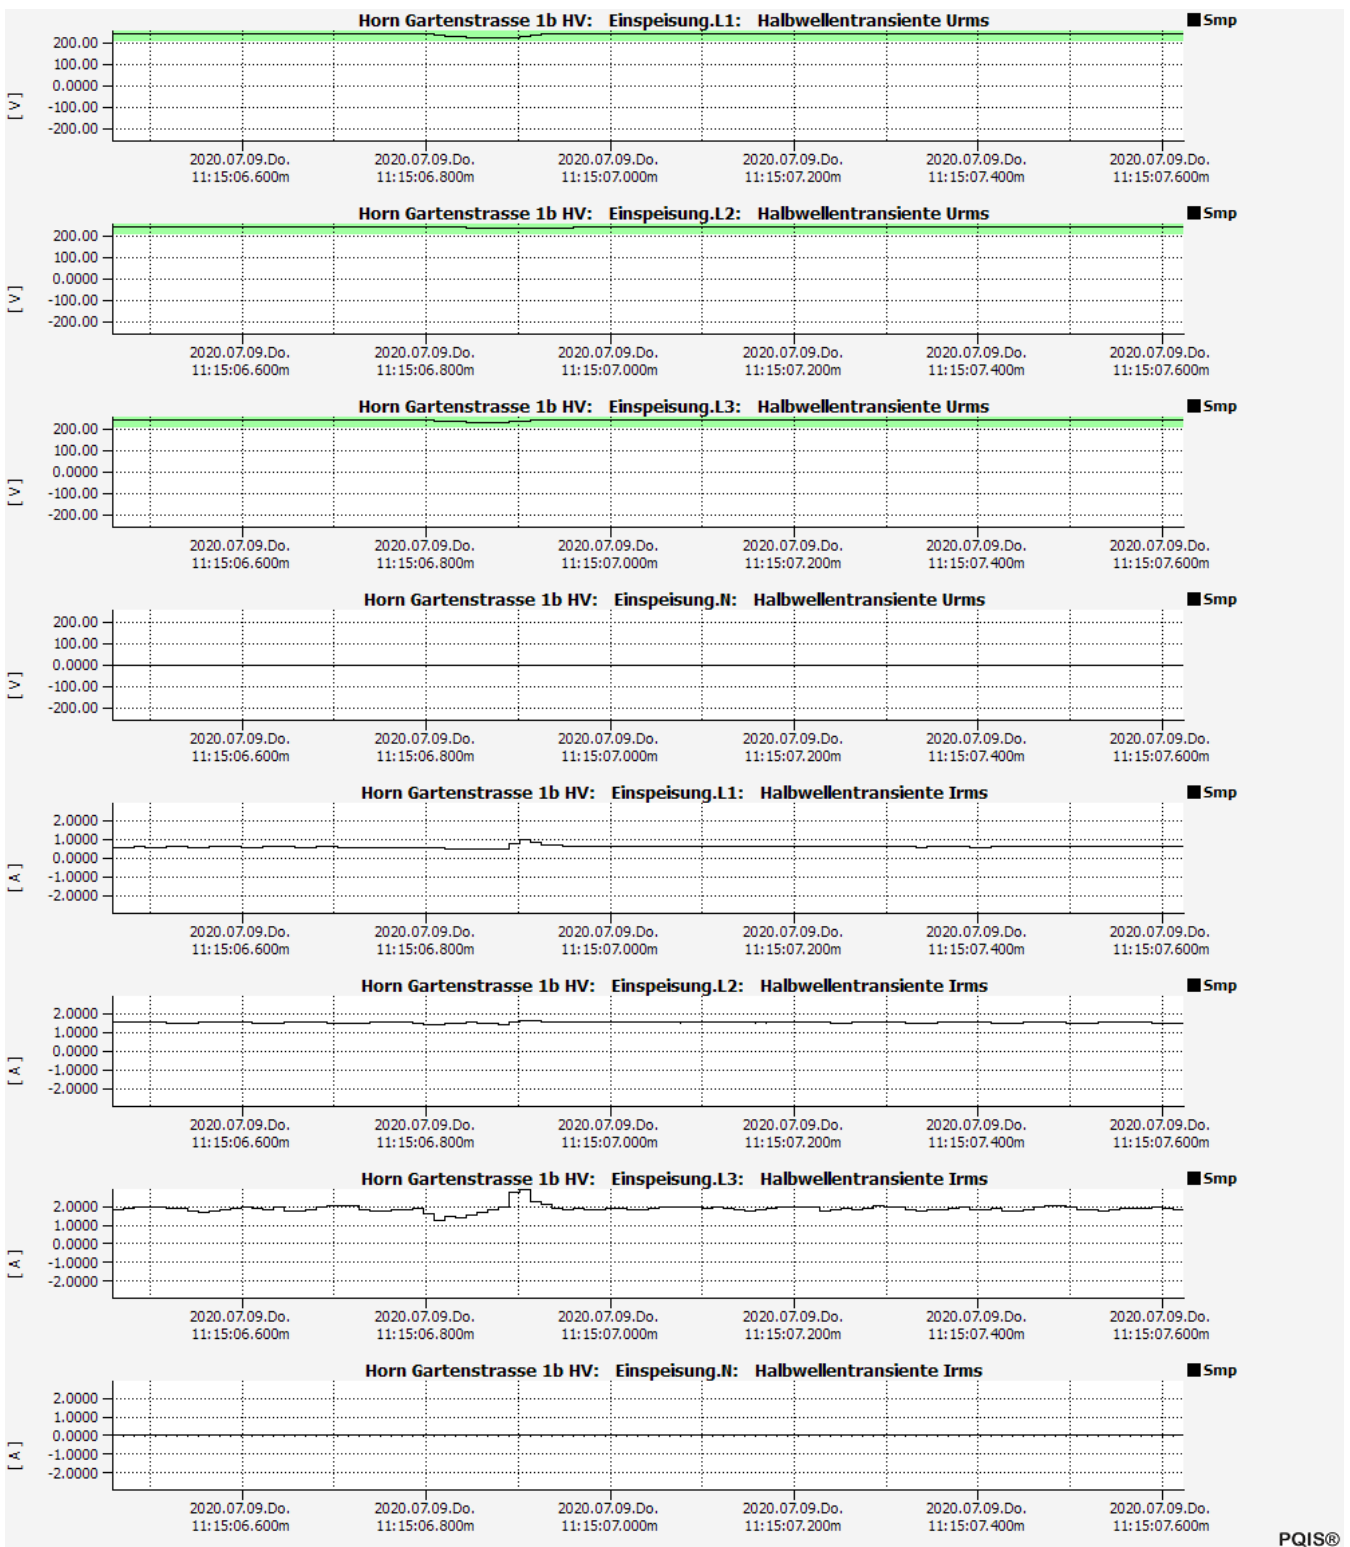 Horn Gartenstrasse 1b HV: Einspeisung.L1: Halbwellentransiente Urms
Smp
200.00
100.00
0.0000
-100.00
-200.00
[ V ]
2020.07.09.Do. 2020.07.09.Do. 2020.07.09.Do. 2020.07.09.Do. 2020.07.09.Do. 2020.07.09.Do.
11:15:06.600m 11:15:06.800m 11:15:07.000m 11:15:07.200m 11:15:07.400m 11:15:07.600m
Horn Gartenstrasse 1b HV: Einspeisung.L2: Halbwellentransiente Urms
Smp
200.00
100.00
0.0000
-100.00
-200.00
[ V ]
2020.07.09.Do. 2020.07.09.Do. 2020.07.09.Do. 2020.07.09.Do. 2020.07.09.Do. 2020.07.09.Do.
11:15:06.600m 11:15:06.800m 11:15:07.000m 11:15:07.200m 11:15:07.400m 11:15:07.600m
Horn Gartenstrasse 1b HV: Einspeisung.L3: Halbwellentransiente Urms
Smp
200.00
100.00
0.0000
-100.00
-200.00
[ V ]
2020.07.09.Do. 2020.07.09.Do. 2020.07.09.Do. 2020.07.09.Do. 2020.07.09.Do. 2020.07.09.Do.
11:15:06.600m 11:15:06.800m 11:15:07.000m 11:15:07.200m 11:15:07.400m 11:15:07.600m
Horn Gartenstrasse 1b HV: Einspeisung.N: Halbwellentransiente Urms
Smp
200.00
100.00
0.0000
-100.00
-200.00
[ V ]
2020.07.09.Do. 2020.07.09.Do. 2020.07.09.Do. 2020.07.09.Do. 2020.07.09.Do. 2020.07.09.Do.
11:15:06.600m 11:15:06.800m 11:15:07.000m 11:15:07.200m 11:15:07.400m 11:15:07.600m
Horn Gartenstrasse 1b HV: Einspeisung.L1: Halbwellentransiente Irms
Smp
2.0000
1.0000
0.0000
-1.0000
-2.0000
[ A ]
2020.07.09.Do. 2020.07.09.Do. 2020.07.09.Do. 2020.07.09.Do. 2020.07.09.Do. 2020.07.09.Do.
11:15:06.600m 11:15:06.800m 11:15:07.000m 11:15:07.200m 11:15:07.400m 11:15:07.600m
Horn Gartenstrasse 1b HV: Einspeisung.L2: Halbwellentransiente Irms
Smp
2.0000
1.0000
0.0000
-1.0000
-2.0000
[ A ]
2020.07.09.Do. 2020.07.09.Do. 2020.07.09.Do. 2020.07.09.Do. 2020.07.09.Do. 2020.07.09.Do.
11:15:06.600m 11:15:06.800m 11:15:07.000m 11:15:07.200m 11:15:07.400m 11:15:07.600m
Horn Gartenstrasse 1b HV: Einspeisung.L3: Halbwellentransiente Irms
Smp
2.0000
1.0000
0.0000
-1.0000
-2.0000
[ A ]
2020.07.09.Do. 2020.07.09.Do. 2020.07.09.Do. 2020.07.09.Do. 2020.07.09.Do. 2020.07.09.Do.
11:15:06.600m 11:15:06.800m 11:15:07.000m 11:15:07.200m 11:15:07.400m 11:15:07.600m
Horn Gartenstrasse 1b HV: Einspeisung.N: Halbwellentransiente Irms
Smp
2.0000
1.0000
0.0000
-1.0000
-2.0000
[ A ]
2020.07.09.Do. 2020.07.09.Do. 2020.07.09.Do. 2020.07.09.Do. 2020.07.09.Do. 2020.07.09.Do.
11:15:06.600m 11:15:06.800m 11:15:07.000m 11:15:07.200m 11:15:07.400m 11:15:07.600m
PQIS®